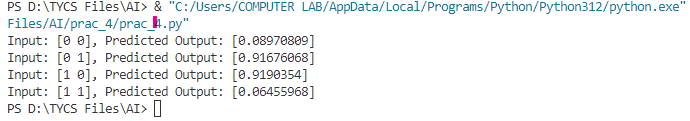 PS D:\TYCS Files\AI> & "C:/Users/COMPUTER LAB/AppData/Local/Programs/Python/Python312/python.exe"
Files/AI/prac_4/prac_4.py"
Input: [0 0], Predicted Output: [0.08970809]
Input: [0 1], Predicted Output: [0.91676068]
Input: [1 0], Predicted Output: [0.9190354]
Input: [1 1], Predicted Output: [0.06455968]
PS D:\TYCS Files\AI>